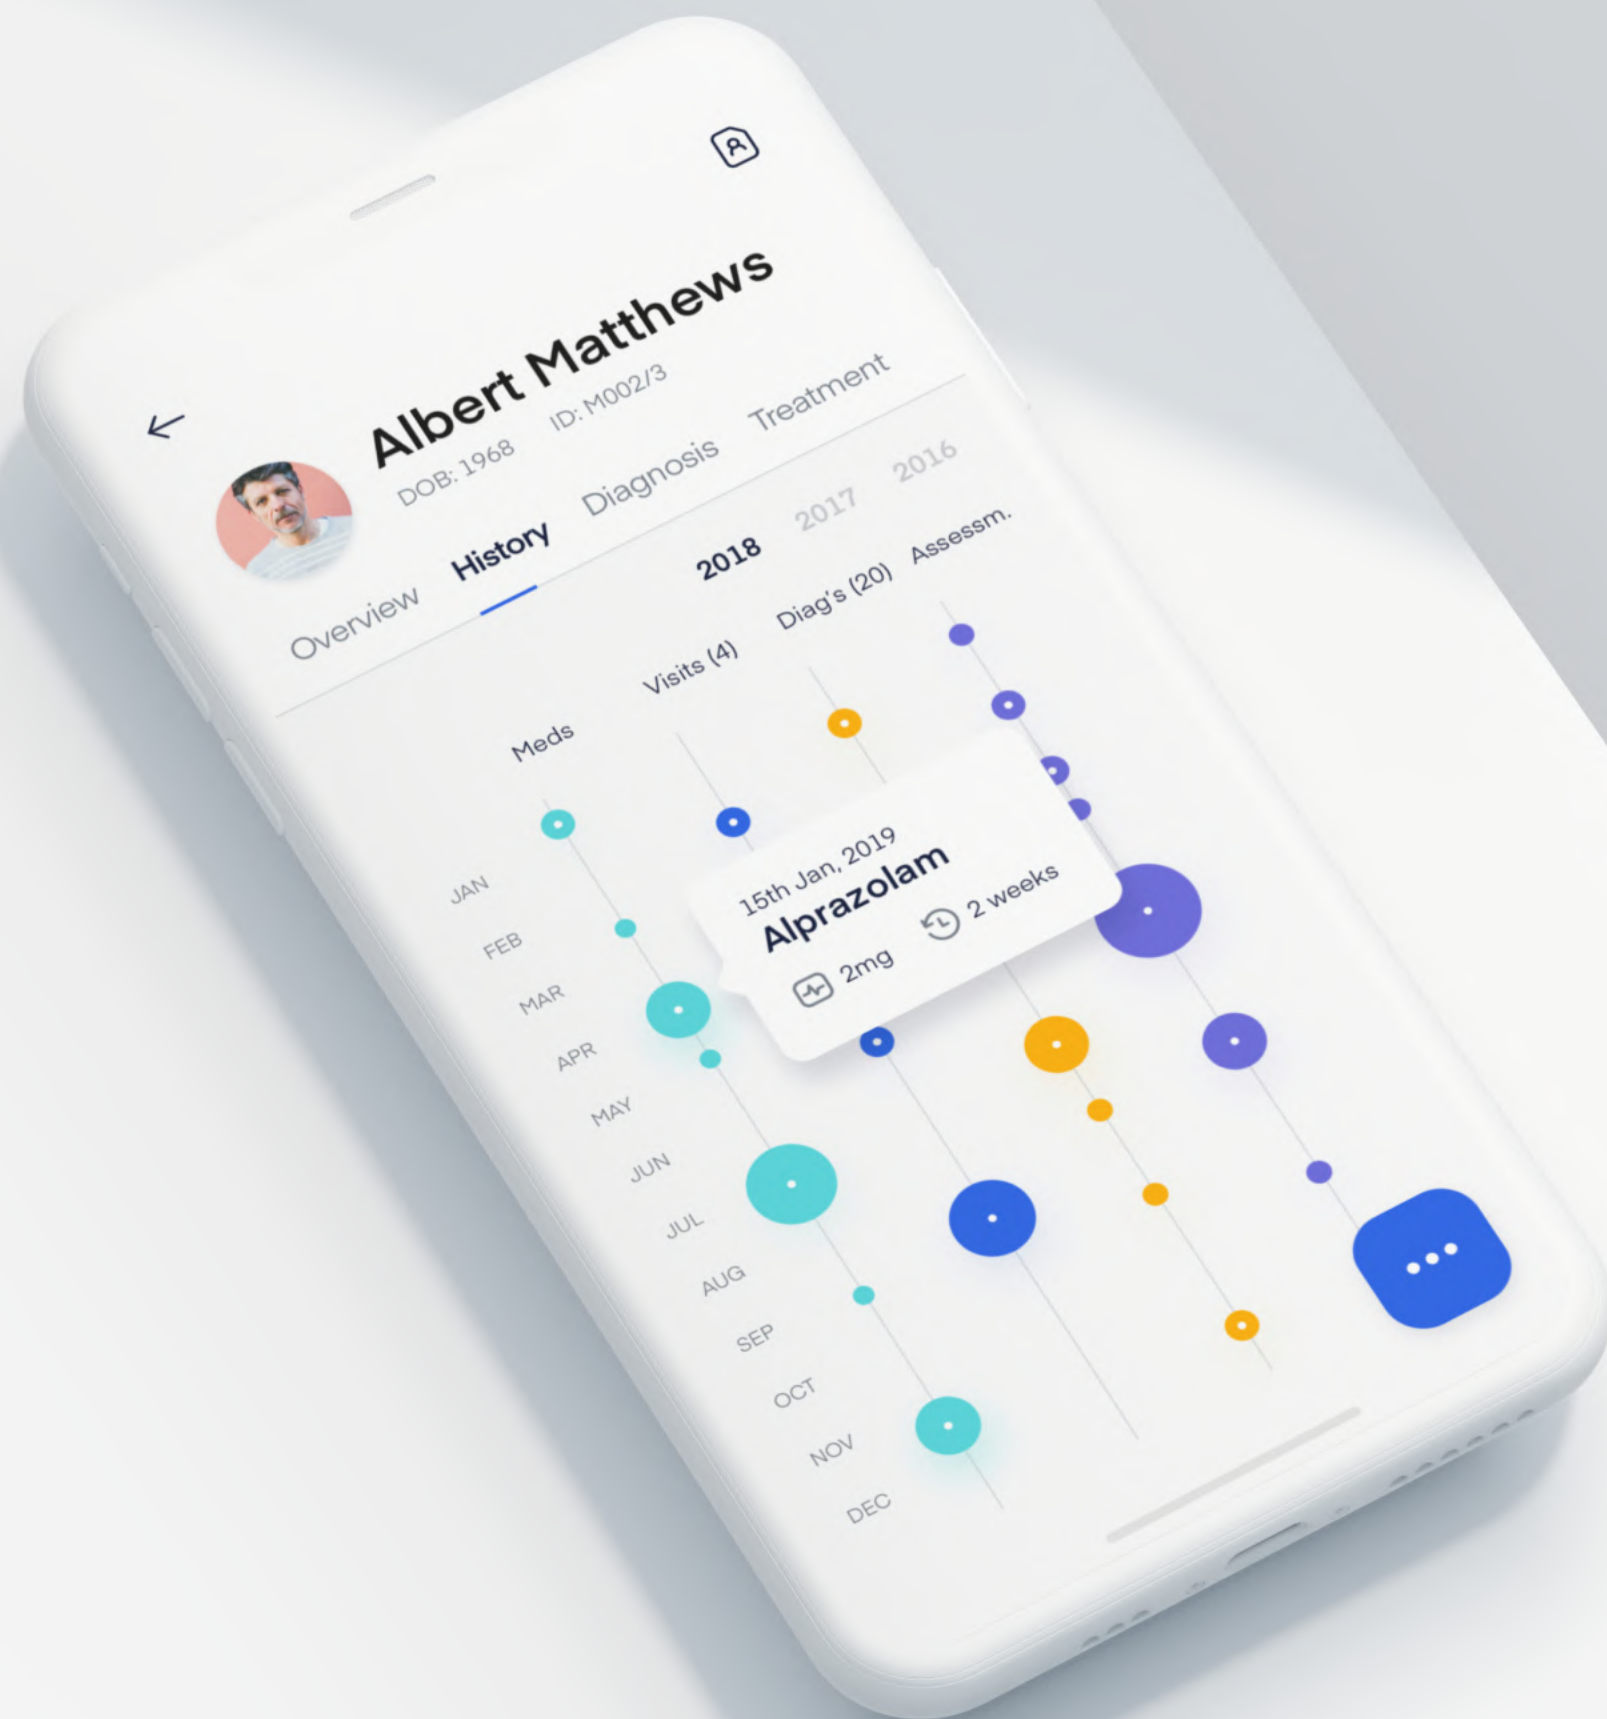 Albert Matthews
DOB: 1968 ID: M002/3
Overview History Diagnosis Treatment
2018 2017 2016
Meds Visits (4) Diag's (20) Assessm.
JAN
FEB
MAR
APR
MAY
JUN
JUL
AUG
SEP
OCT
NOV
DEC
15th Jan, 2019
Alprazolam
2mg 2 weeks